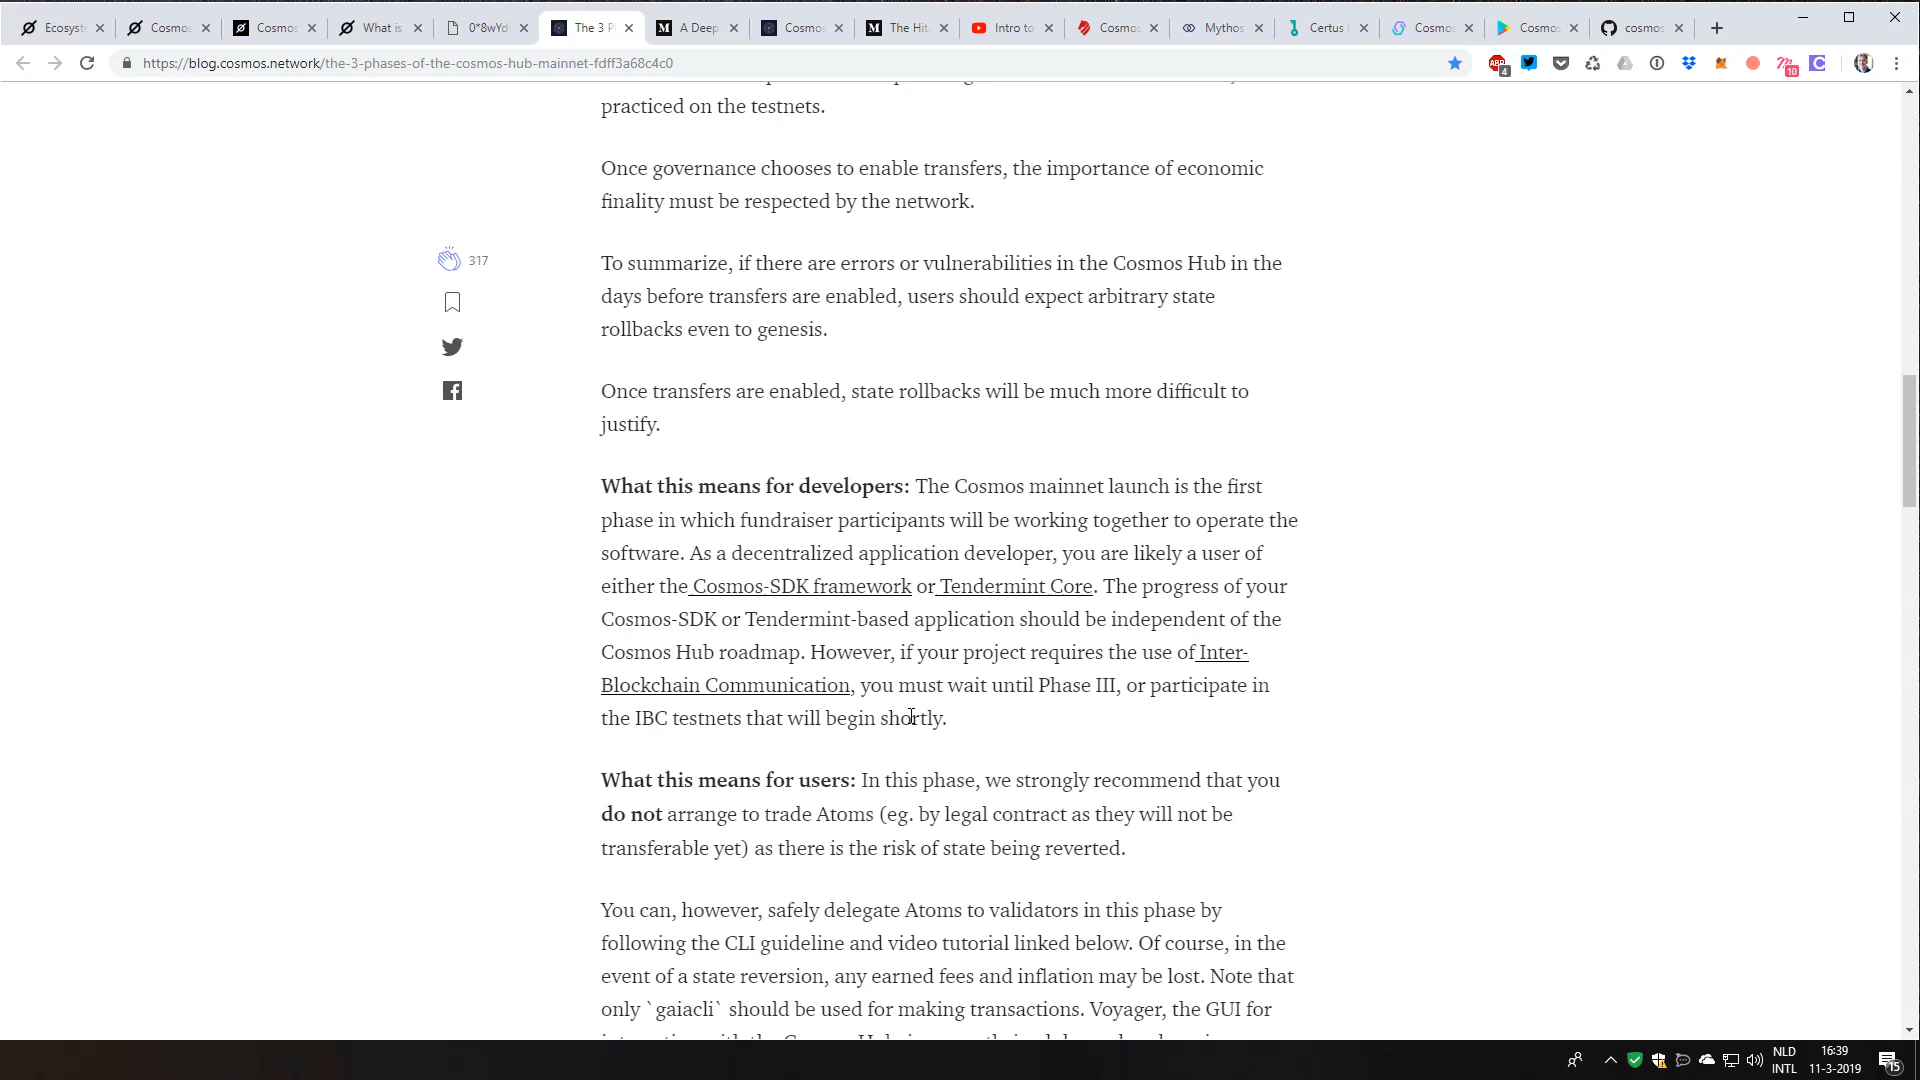 Ecosyst
Cosmos
Cosmos
What is
0*8wYd
The 3 P
A Deep
Cosmos
The Hit
Intro to
Cosmos
Mythos
Certus
Cosmos
Cosmos
cosmos
https://blog.cosmos.network/the-3-phases-of-the-cosmos-hub-mainnet-fdff3a68c4c0
4
10
practiced on the testnets.
Once governance chooses to enable transfers, the importance of economic
finality must be respected by the network.
317
To summarize, if there are errors or vulnerabilities in the Cosmos Hub in the
days before transfers are enabled, users should expect arbitrary state
rollbacks even to genesis.
Once transfers are enabled, state rollbacks will be much more difficult to
justify.
What this means for developers: The Cosmos mainnet launch is the first
phase in which fundraiser participants will be working together to operate the
software. As a decentralized application developer, you are likely a user of
either the Cosmos-SDK framework or Tendermint Core. The progress of your
Cosmos-SDK or Tendermint-based application should be independent of the
Cosmos Hub roadmap. However, if your project requires the use of Inter-
Blockchain Communication, you must wait until Phase III, or participate in
the IBC testnets that will begin shortly.
What this means for users: In this phase, we strongly recommend that you
do not arrange to trade Atoms (eg. by legal contract as they will not be
transferable yet) as there is the risk of state being reverted.
You can, however, safely delegate Atoms to validators in this phase by
following the CLI guideline and video tutorial linked below. Of course, in the
event of a state reversion, any earned fees and inflation may be lost. Note that
only `gaiacli` should be used for making transactions. Voyager, the GUI for
NLD
INTL
16:39
11-3-2019
15